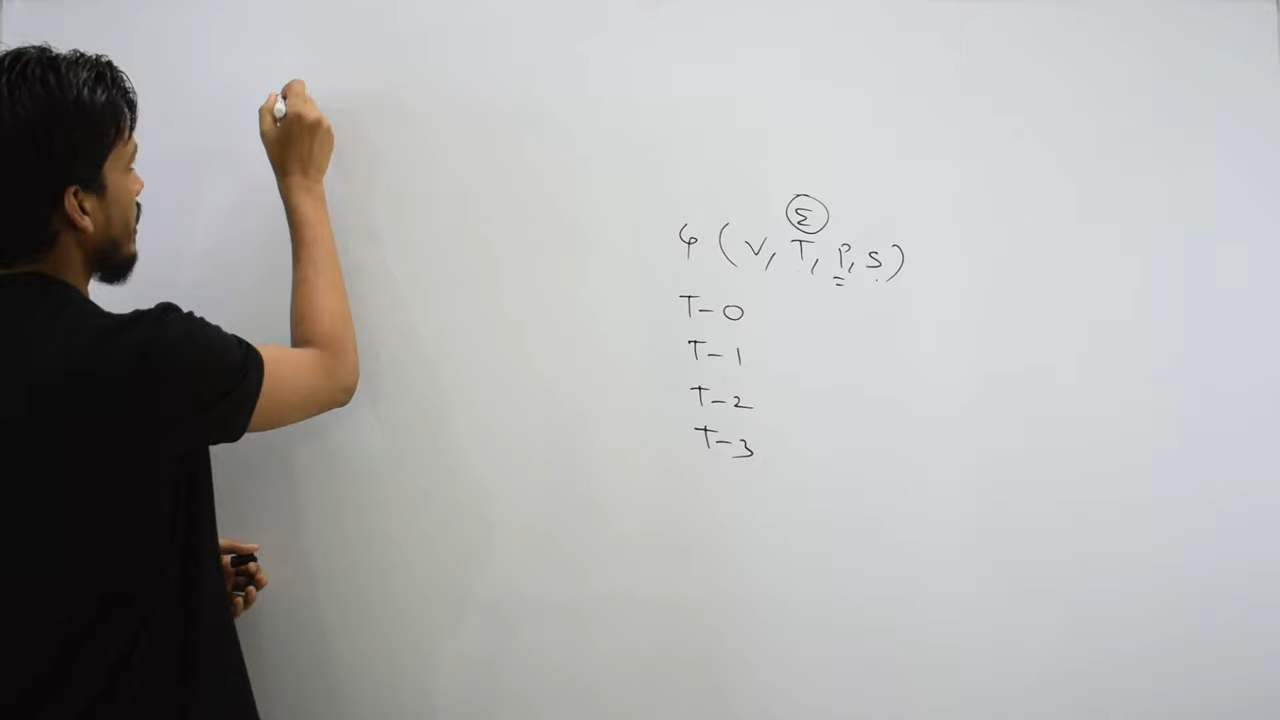 Σ
G ( V, T, P, S )
T-0
T-1
T-2
T-3